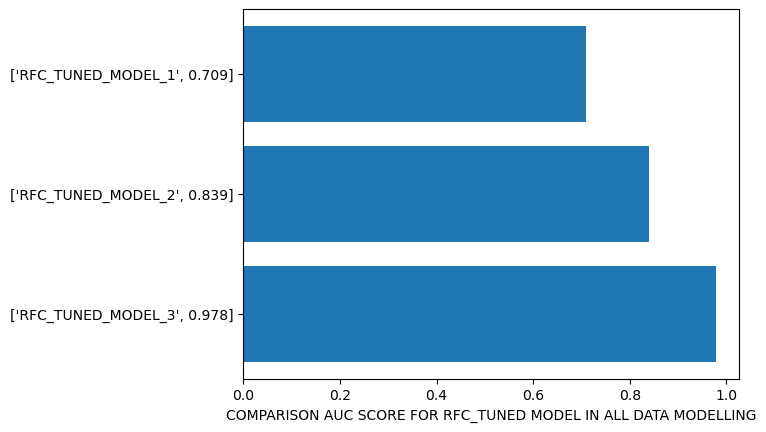 ['RFC_TUNED_MODEL_1', 0.709]
['RFC_TUNED_MODEL_2', 0.839]
['RFC_TUNED_MODEL_3', 0.978]
0.0 0.2 0.4 0.6 0.8 1.0
COMPARISON AUC SCORE FOR RFC_TUNED MODEL IN ALL DATA MODELLING